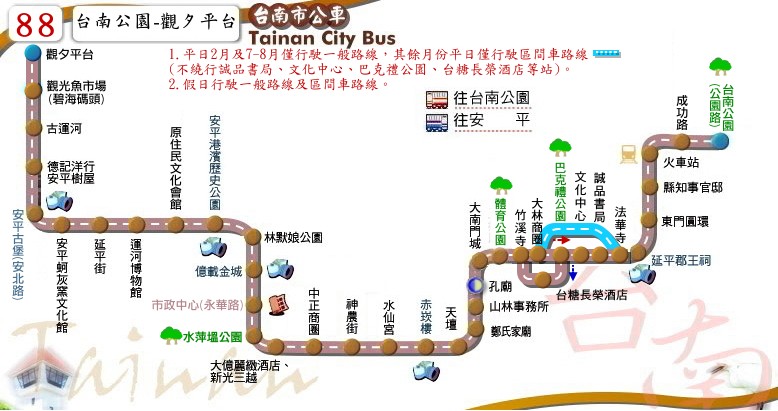 88
台南公園-觀夕平台
台南市公車
Tainan City Bus
1. 平日2月及7-8月僅行駛一般路線，其餘月份平日僅行駛區間車路線
(不繞行誠品書局、文化中心、巴克禮公園、台糖長榮酒店等站)。
2. 假日行駛一般路線及區間車路線。
往台南公園
往安 平
觀夕平台
觀光魚市場
(碧海碼頭)
古運河
德記洋行
安平樹屋
安平古堡(安北路)
安平蚵灰窯文化館
延平街
運河博物館
原住民文化會館
安平港濱歷史公園
林默娘公園
億載金城
市政中心(永華路)
水萍塭公園
大億麗緻酒店、
新光三越
中正商圈
神農街
水仙宮
赤崁樓
天壇
鄭氏家廟
山林事務所
孔廟
大南門城
體育公園
竹溪寺
大林商圈
巴克禮公園
文化中心
誠品書局
台糖長榮酒店
法華寺
延平郡王祠
東門圓環
縣知事官邸
火車站
成功路
台南公園
(公園路)
Tainan
台南